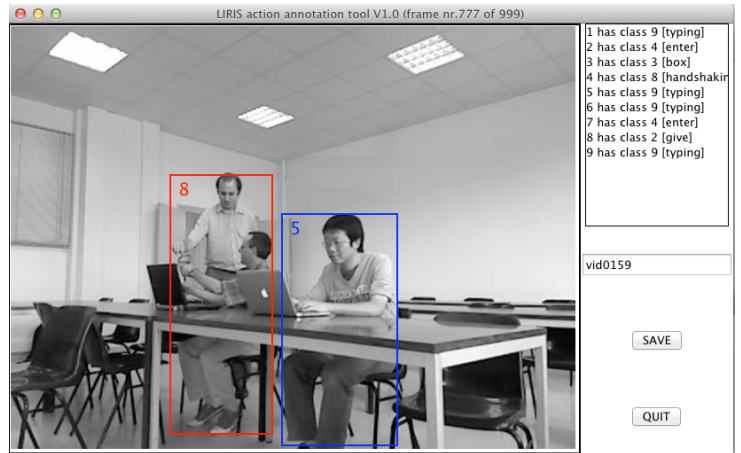 LIRIS action annotation tool V1.0 (frame nr.777 of 999)
1 has class 9 [typing]
2 has class 4 [enter]
3 has class 3 [box]
4 has class 8 [handshakin
5 has class 9 [typing]
6 has class 9 [typing]
7 has class 4 [enter]
8 has class 2 [give]
9 has class 9 [typing]
8
5
vid0159
SAVE
QUIT